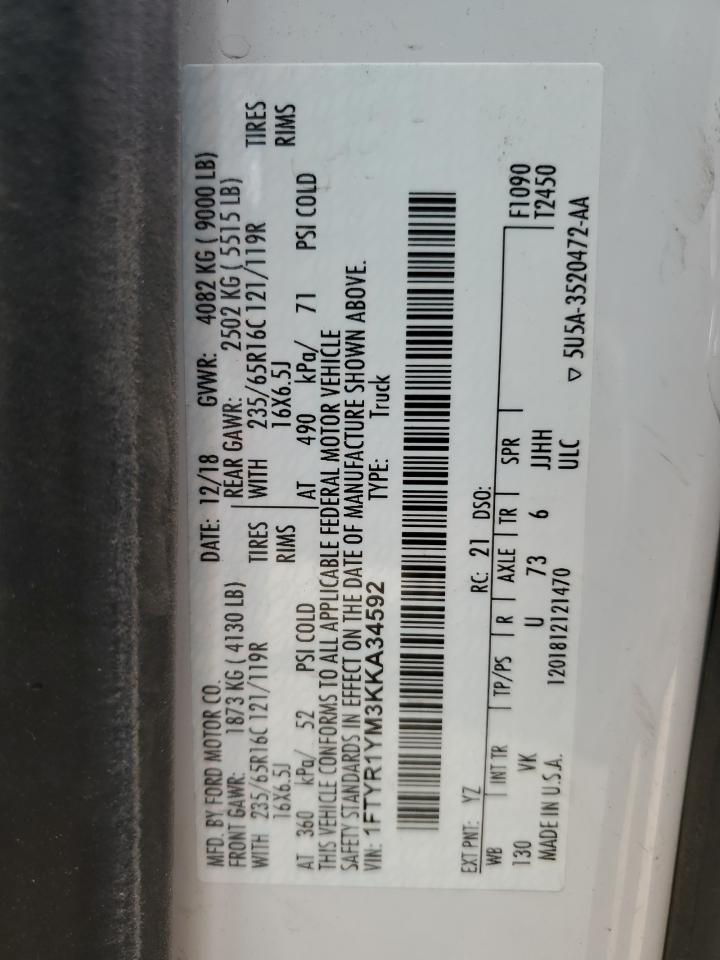 MFD. BY FORD MOTOR CO. DATE: 12/18 GVWR: 4082 KG ( 9000 LB)
FRONT GAWR: 1873 KG ( 4130 LB) REAR GAWR: 2502 KG ( 5515 LB)
WITH 235/65R16C 121/119R TIRES WITH 235/65R16C 121/119R TIRES
16X6.5J RIMS 16X6.5J RIMS
AT 360 kPa/ 52 PSI COLD AT 490 kPa/ 71 PSI COLD
THIS VEHICLE CONFORMS TO ALL APPLICABLE FEDERAL MOTOR VEHICLE
SAFETY STANDARDS IN EFFECT ON THE DATE OF MANUFACTURE SHOWN ABOVE.
VIN: 1FTYR1YM3KKA34592 TYPE: Truck
EXT PNT: YZ RC: 21 DSO:
WB INT TR TP/PS R AXLE TR SPR F1090
130 VK U 73 6 JJHH T2450
MADE IN U.S.A. 1201812121470 ULC
▽ 5U5A-3520472-AA